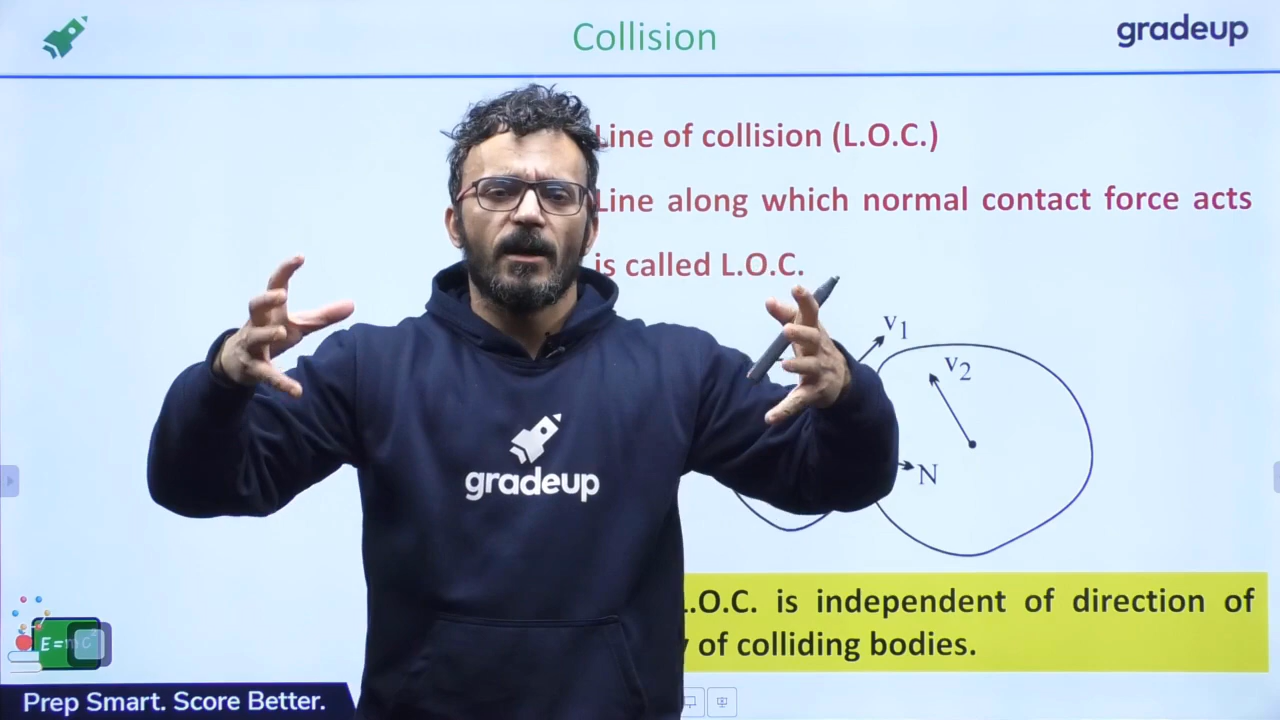 Collision
gradeup
Line of collision (L.O.C.)
Line along which normal contact force acts
is called L.O.C.
v1
v2
N
gradeup
.O.C. is independent of direction of
of colliding bodies.
E=mc²
Prep Smart. Score Better.